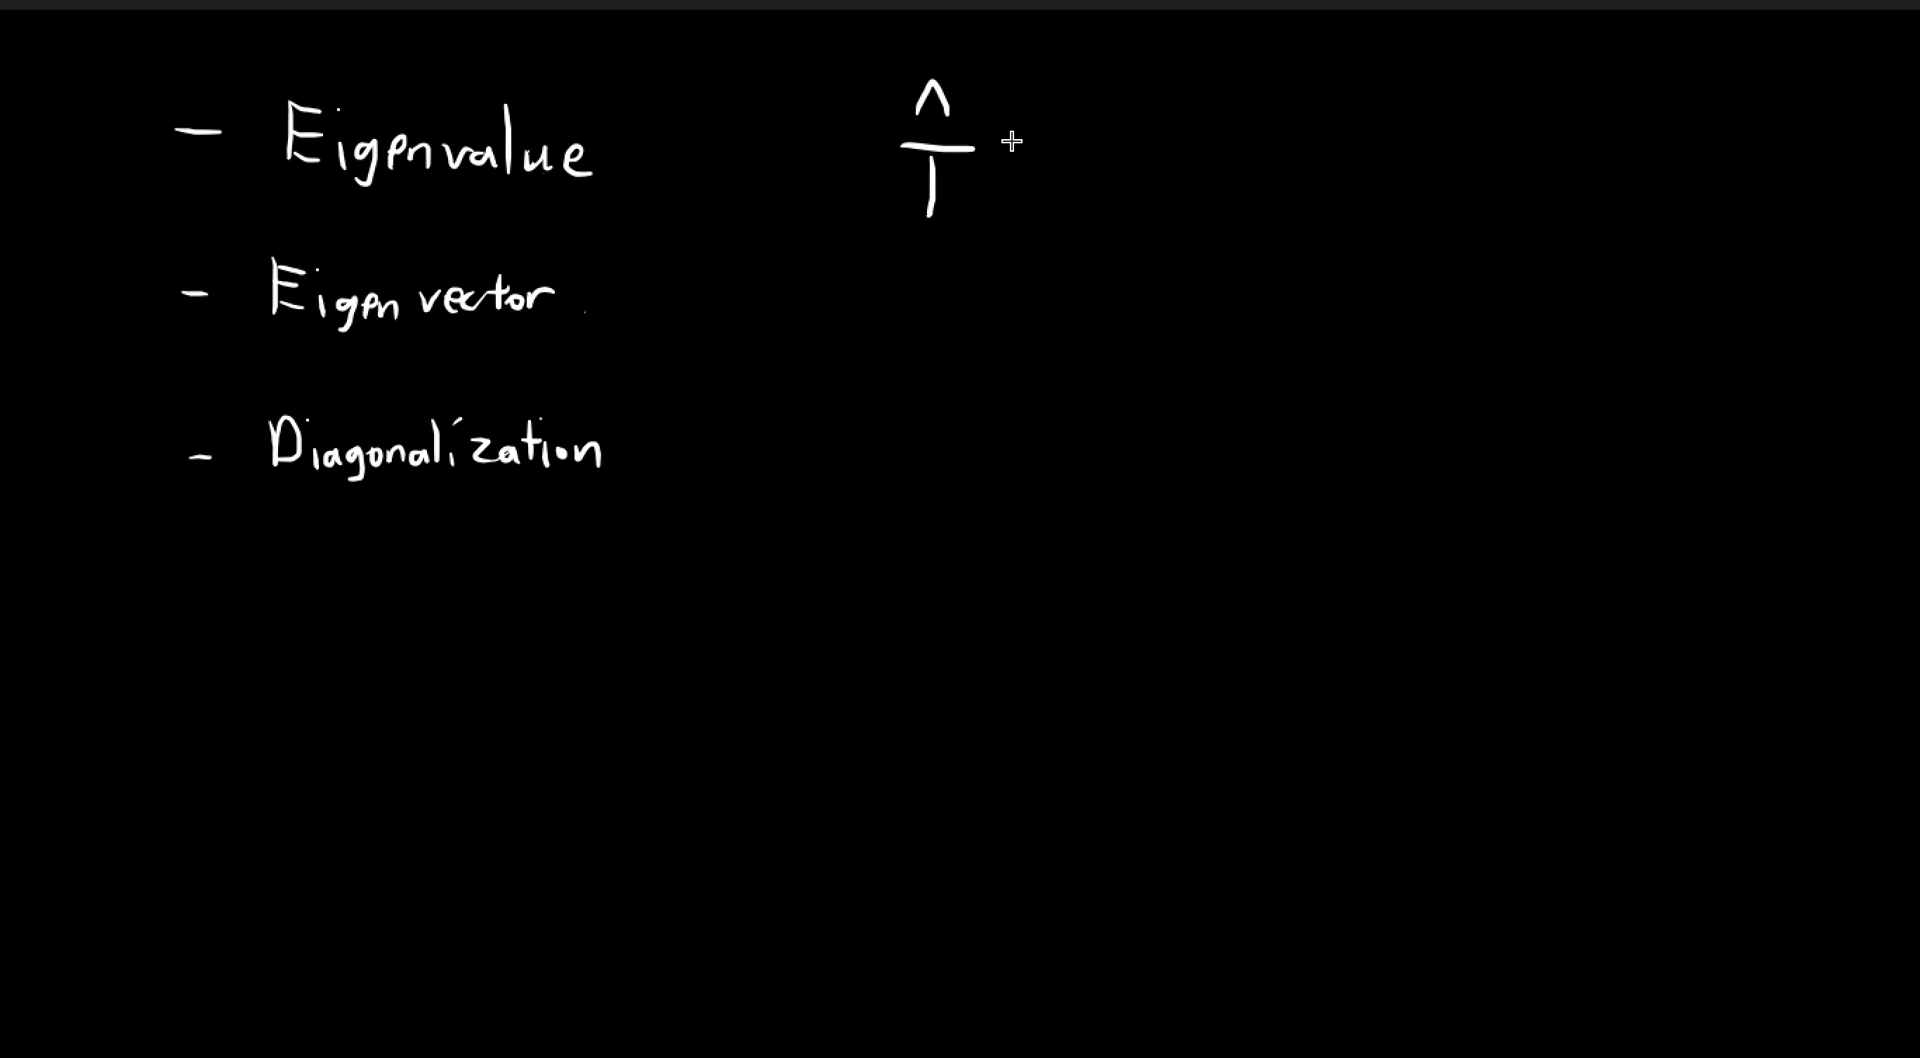 - Eigenvalue
- Eigen vector
- Diagonalization